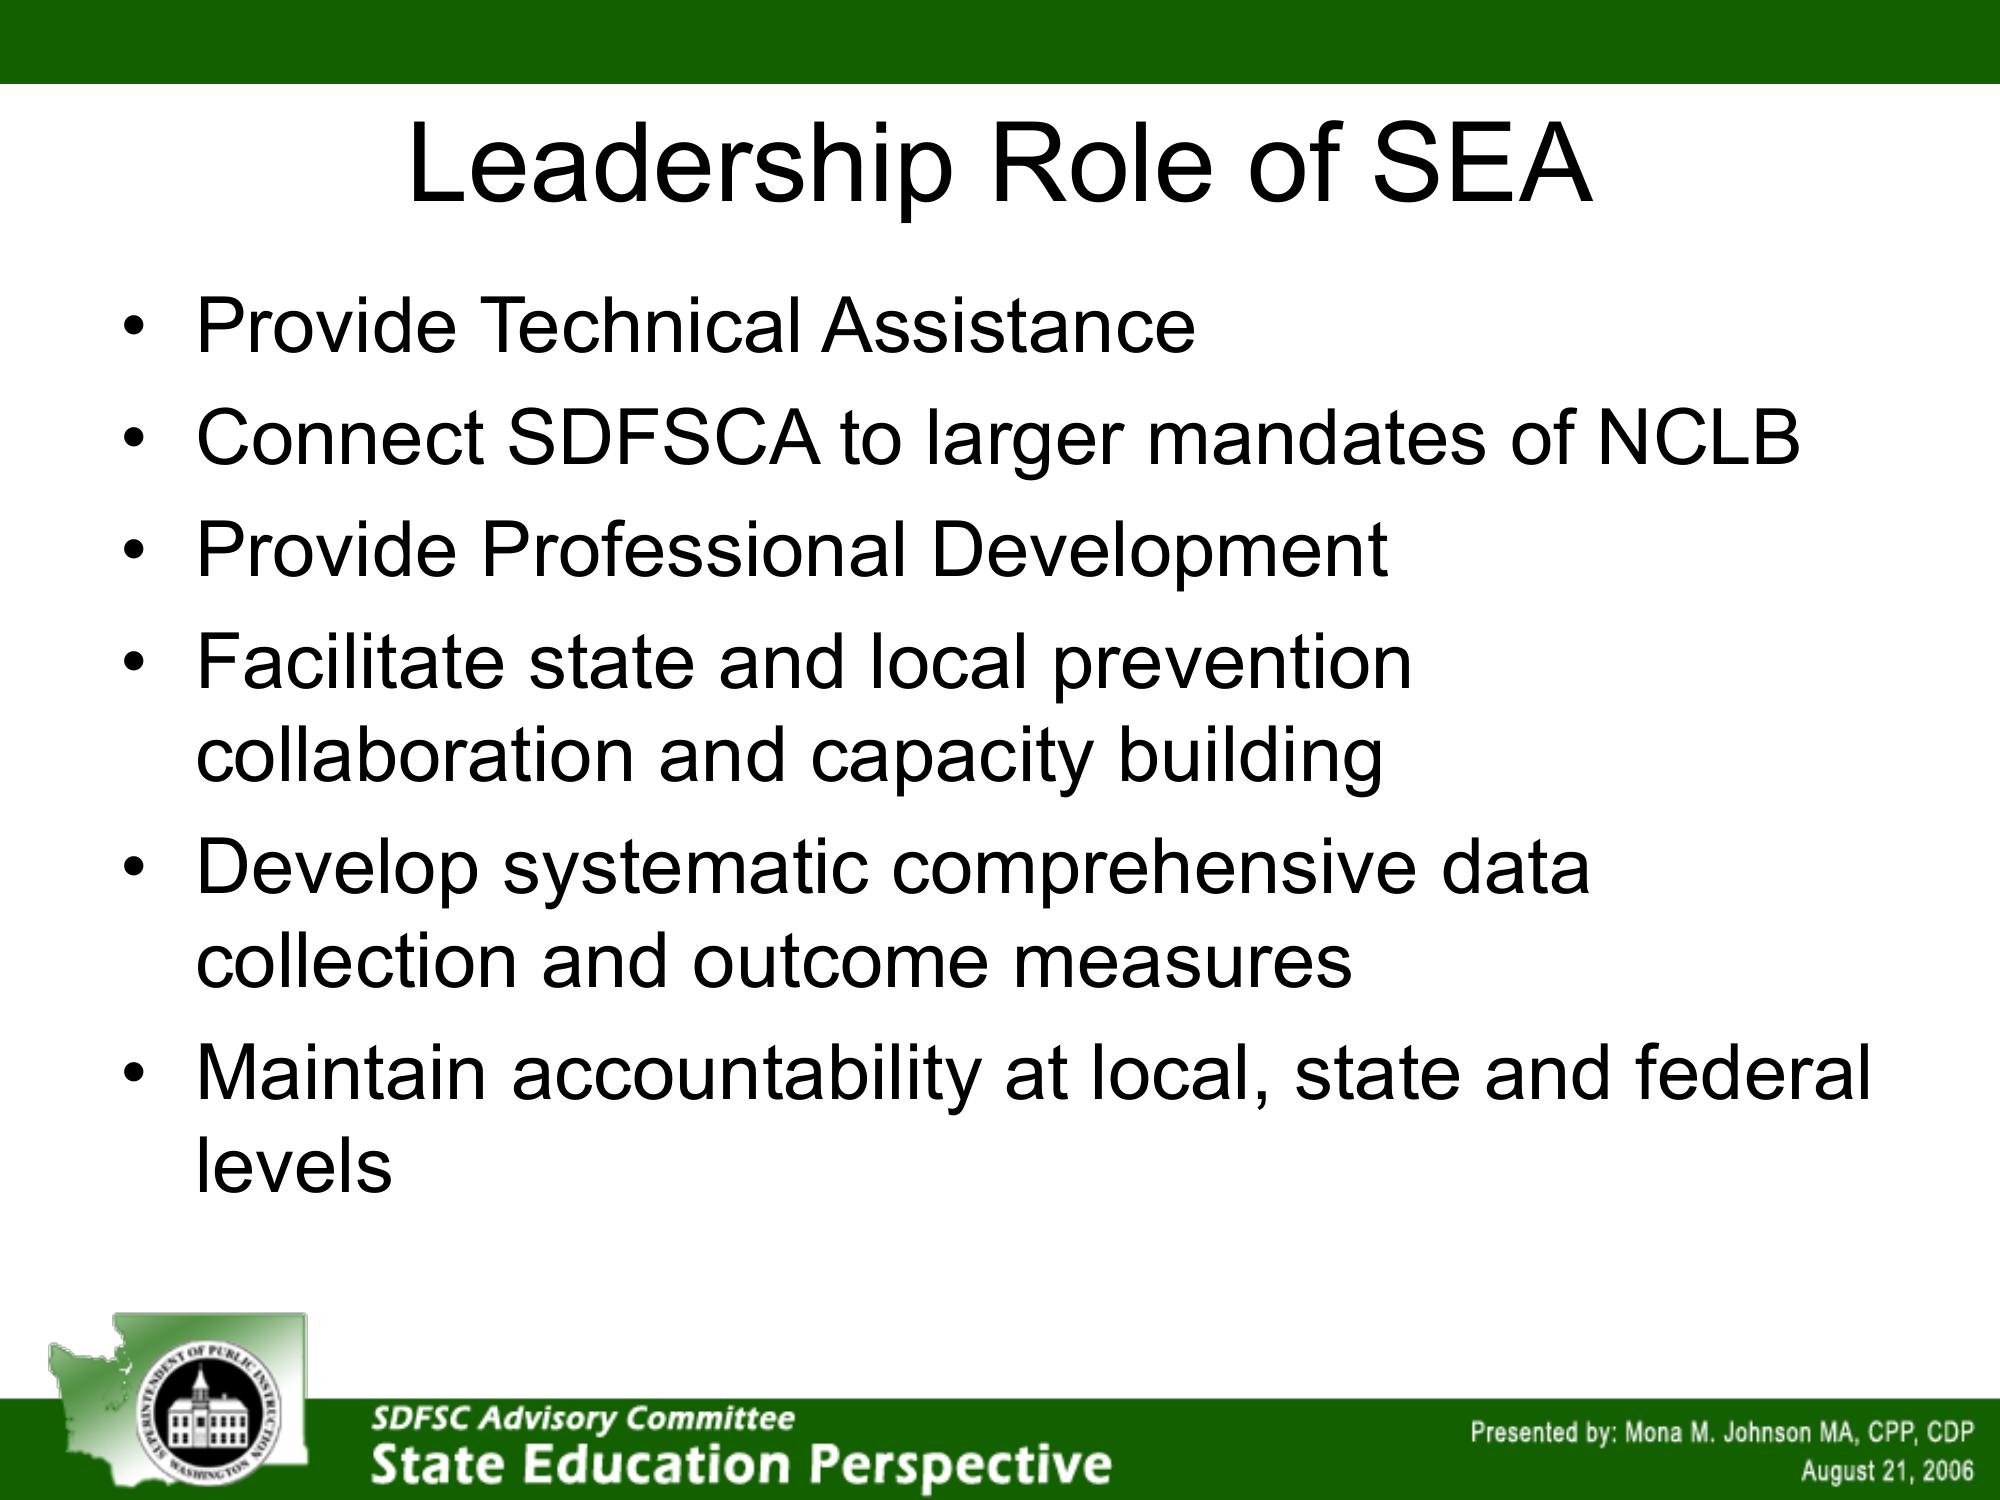 Leadership Role of SEA
• Provide Technical Assistance
• Connect SDFSCA to larger mandates of NCLB
• Provide Professional Development
• Facilitate state and local prevention
collaboration and capacity building
• Develop systematic comprehensive data
collection and outcome measures
• Maintain accountability at local, state and federal
levels
SUPERINTENDENT OF PUBLIC INSTRUCTION
WASHINGTON
SDFSC Advisory Committee
State Education Perspective
Presented by: Mona M. Johnson MA, CPP, CDP
August 21, 2006